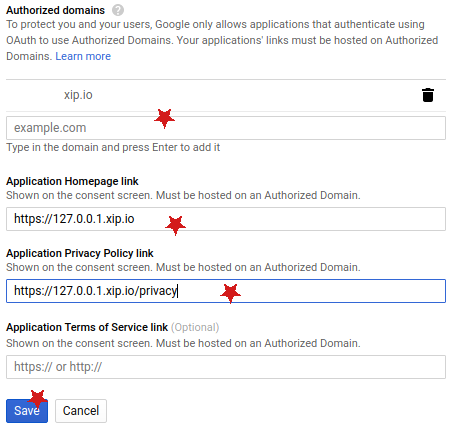 Authorized domains ?
To protect you and your users, Google only allows applications that authenticate using
OAuth to use Authorized Domains. Your applications' links must be hosted on Authorized
Domains. Learn more
xip.io
example.com
Type in the domain and press Enter to add it
Application Homepage link
Shown on the consent screen. Must be hosted on an Authorized Domain.
https://127.0.0.1.xip.io
Application Privacy Policy link
Shown on the consent screen. Must be hosted on an Authorized Domain.
https://127.0.0.1.xip.io/privacy
Application Terms of Service link (Optional)
Shown on the consent screen. Must be hosted on an Authorized Domain.
https:// or http://
Save Cancel